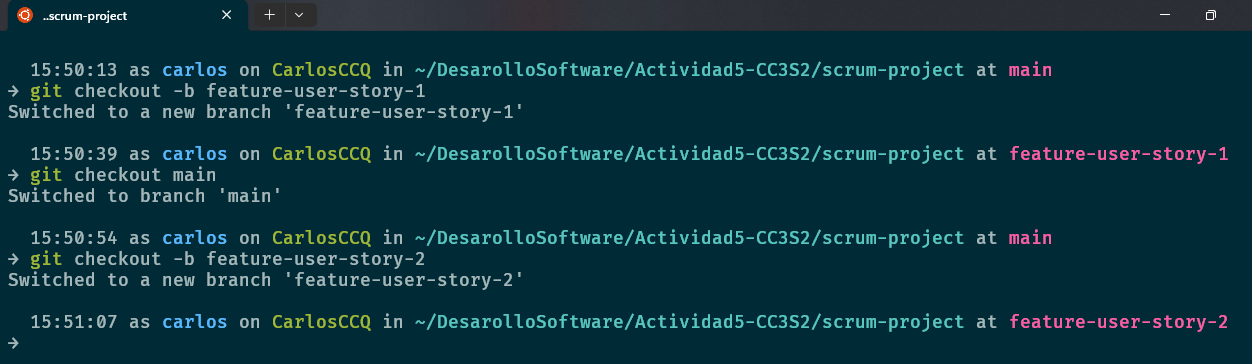 ..scrum-project
15:50:13 as carlos on CarlosCCQ in ~/DesarolloSoftware/Actividad5-CC3S2/scrum-project at main
→ git checkout -b feature-user-story-1
Switched to a new branch 'feature-user-story-1'
15:50:39 as carlos on CarlosCCQ in ~/DesarolloSoftware/Actividad5-CC3S2/scrum-project at feature-user-story-1
→ git checkout main
Switched to branch 'main'
15:50:54 as carlos on CarlosCCQ in ~/DesarolloSoftware/Actividad5-CC3S2/scrum-project at main
→ git checkout -b feature-user-story-2
Switched to a new branch 'feature-user-story-2'
15:51:07 as carlos on CarlosCCQ in ~/DesarolloSoftware/Actividad5-CC3S2/scrum-project at feature-user-story-2
→